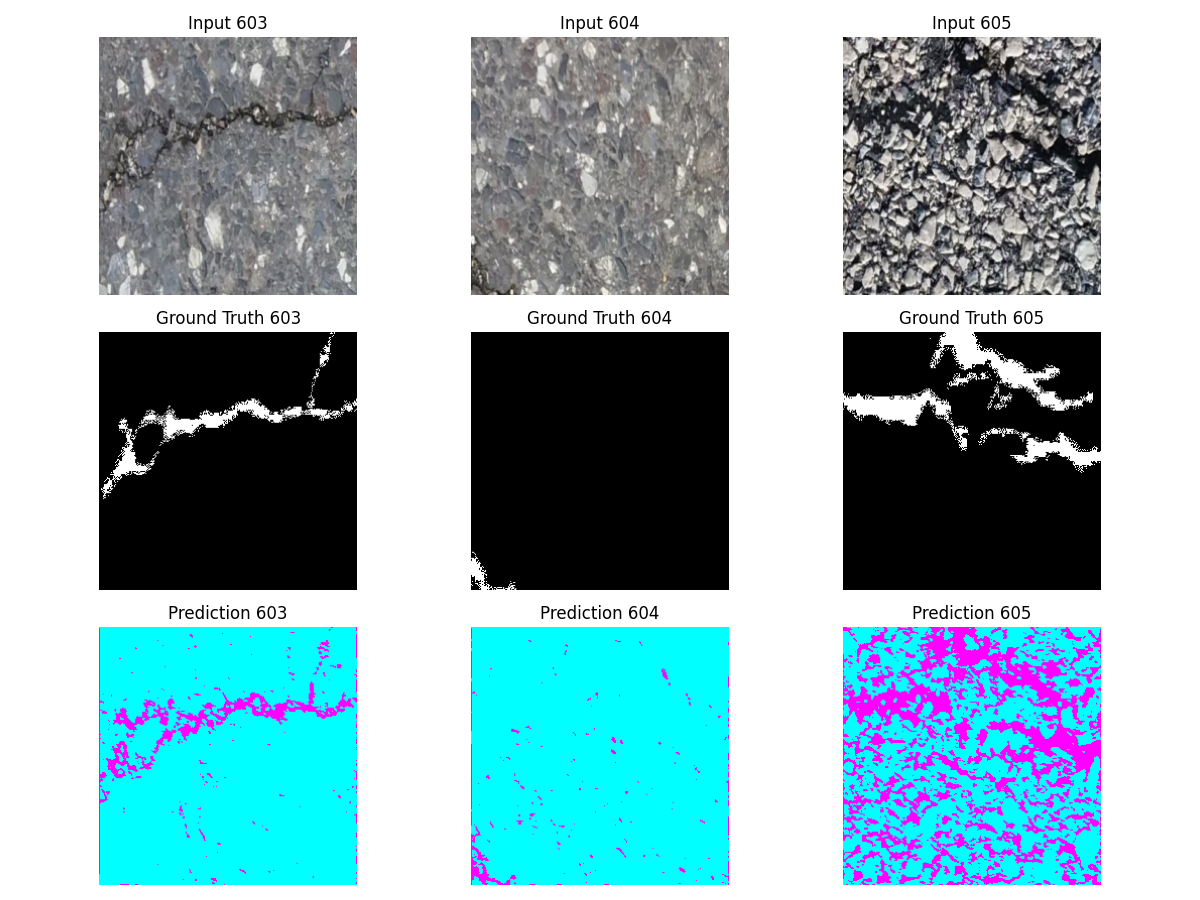 Input 603
Input 604
Input 605
Ground Truth 603
Ground Truth 604
Ground Truth 605
Prediction 603
Prediction 604
Prediction 605